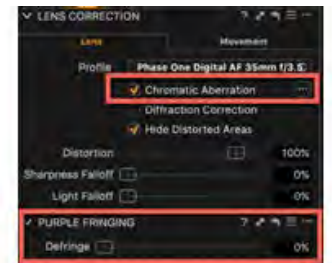 LENS CORRECTION ?
Lens Movement
Profile Phase One Digital AF 35mm f/3.5
Chromatic Aberration ...
Diffraction Correction
Hide Distorted Areas
Distortion 100%
Sharpness Falloff 0%
Light Falloff 0%
PURPLE FRINGING ? ...
Defringe 0%